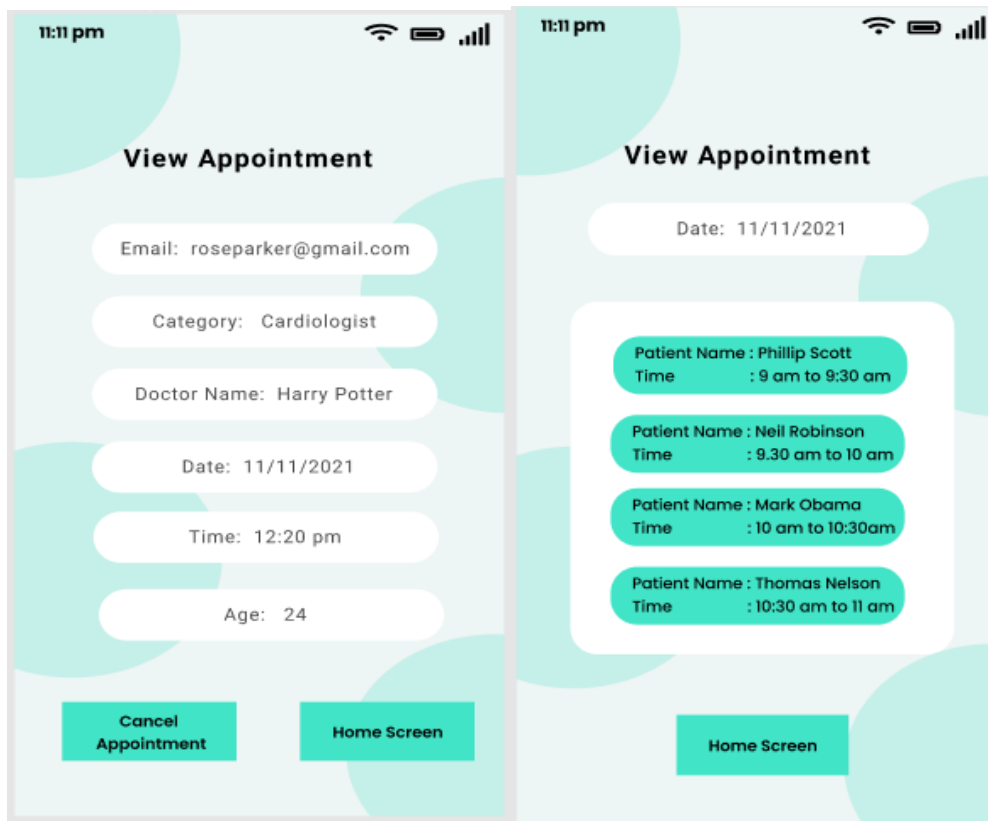 11:11 pm
View Appointment
Email: roseparker@gmail.com
Category: Cardiologist
Doctor Name: Harry Potter
Date: 11/11/2021
Time: 12:20 pm
Age: 24
Cancel
Appointment
Home Screen
11:11 pm
View Appointment
Date: 11/11/2021
Patient Name : Phillip Scott
Time : 9 am to 9:30 am
Patient Name : Neil Robinson
Time : 9.30 am to 10 am
Patient Name : Mark Obama
Time : 10 am to 10:30am
Patient Name : Thomas Nelson
Time : 10:30 am to 11 am
Home Screen